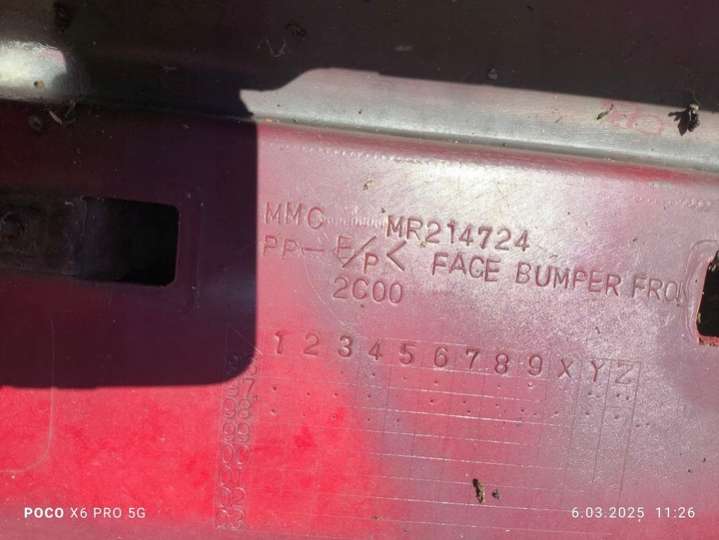 MMC MR214724
PP-E/P< FACE BUMPER FRO
2C00
1 2 3 4 5 6 7 8 9 X Y Z
POCO X6 PRO 5G
6.03.2025 11:26